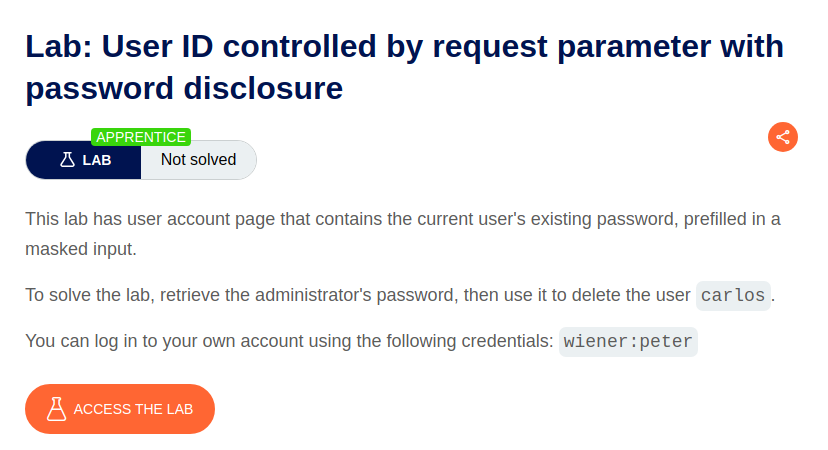 Lab: User ID controlled by request parameter with
password disclosure
APPRENTICE
LAB
Not solved
This lab has user account page that contains the current user's existing password, prefilled in a
masked input.
To solve the lab, retrieve the administrator's password, then use it to delete the user carlos.
You can log in to your own account using the following credentials: wiener:peter
ACCESS THE LAB